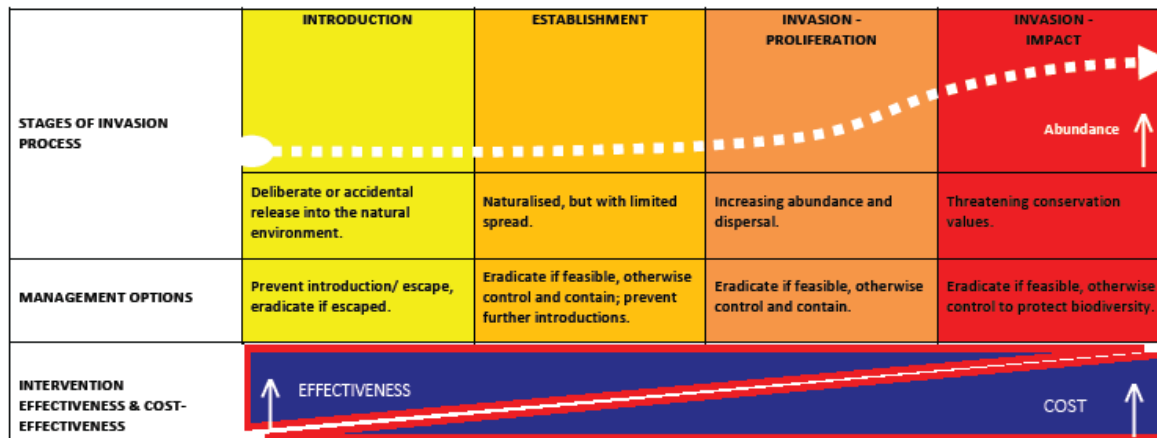 INTRODUCTION
ESTABLISHMENT
INVASION -
PROLIFERATION
INVASION -
IMPACT
STAGES OF INVASION
PROCESS
Abundance
Deliberate or accidental
release into the natural
environment.
Naturalised, but with limited
spread.
Increasing abundance and
dispersal.
Threatening conservation
values.
MANAGEMENT OPTIONS
Prevent introduction/ escape,
eradicate if escaped.
Eradicate if feasible, otherwise
control and contain; prevent
further introductions.
Eradicate if feasible, otherwise
control and contain.
Eradicate if feasible, otherwise
control to protect biodiversity.
INTERVENTION
EFFECTIVENESS & COST-
EFFECTIVENESS
EFFECTIVENESS
COST